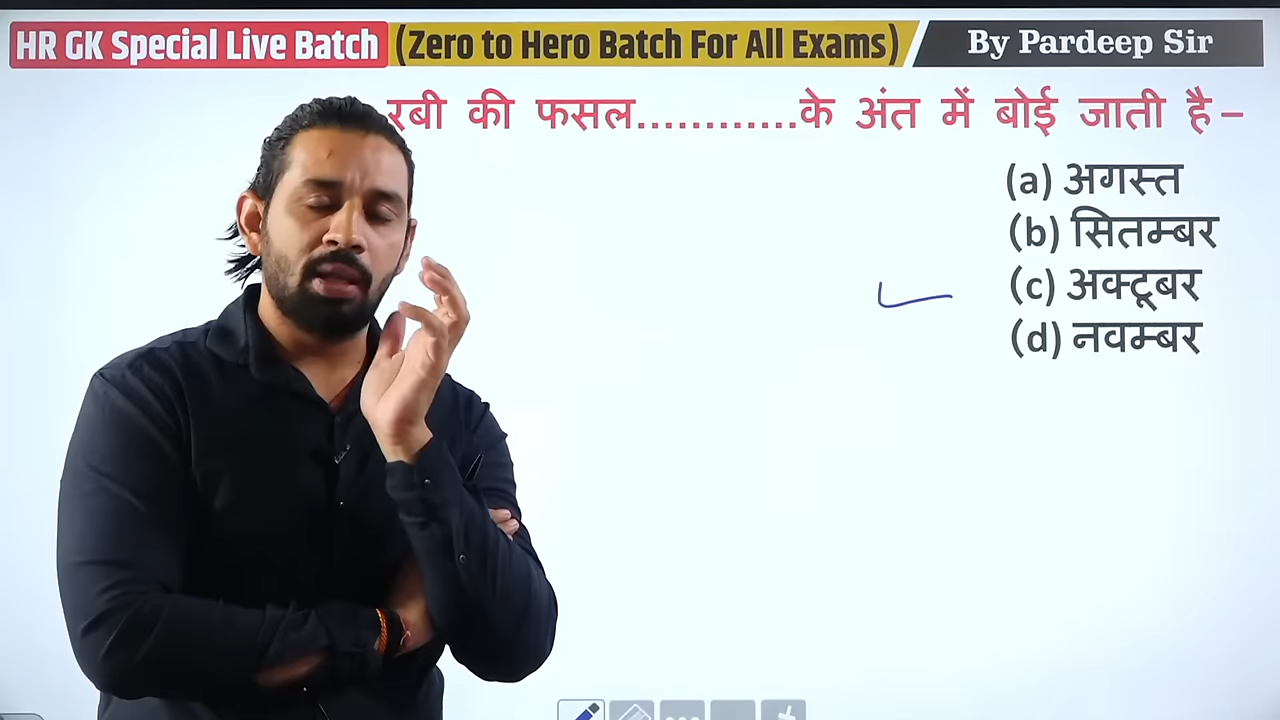 HR GK Special Live Batch (Zero to Hero Batch For All Exams) By Pardeep Sir
रबी की फसल.............के अंत में बोई जाती है –
(a) अगस्त
(b) सितम्बर
(c) अक्टूबर
(d) नवम्बर